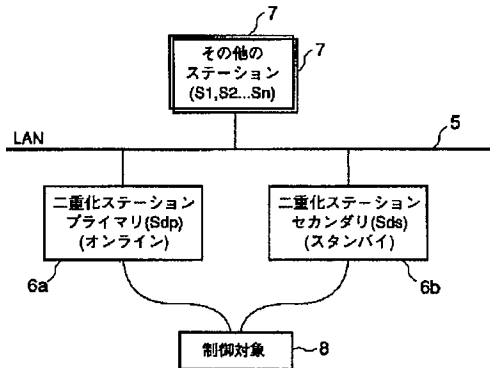 7
7
その他の
ステーション
(S1,S2...Sn)
LAN
5
二重化ステーション
プライマリ(Sdp)
(オンライン)
二重化ステーション
セカンダリ(Sds)
(スタンバイ)
6a
6b
制御対象
8